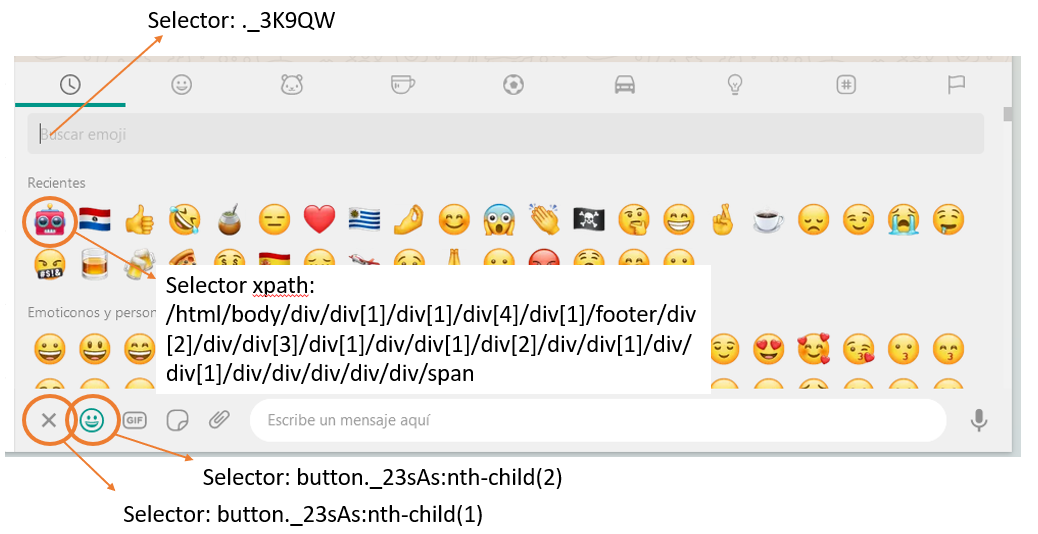 Selector: ._3K9QW
#
Buscar emoji
Recientes
#$!&
Selector xpath:
/html/body/div/div[1]/div[1]/div[4]/div[1]/footer/div
[2]/div/div[3]/div[1]/div/div[1]/div[2]/div/div[1]/div/
div[1]/div/div/div/div/div/span
Emoticonos y person
GIF
Escribe un mensaje aquí
Selector: button._23sAs:nth-child(2)
Selector: button._23sAs:nth-child(1)